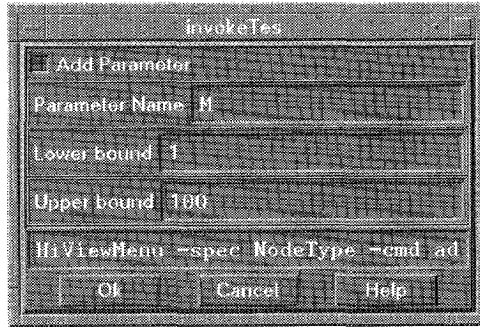 invokeTes
Add Parameter
Parameter Name M
Lower bound 1
Upper bound 100
HiViewMenu -spec NodeType -cmd ad
Ok Cancel Help